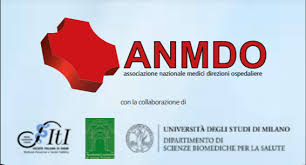 ANMDO
associazione nazionale medici direzioni ospedaliere
con la collaborazione di
SItI
UNIVERSITÀ DEGLI STUDI DI MILANO
DIPARTIMENTO DI
SCIENZE BIOMEDICHE PER LA SALUTE